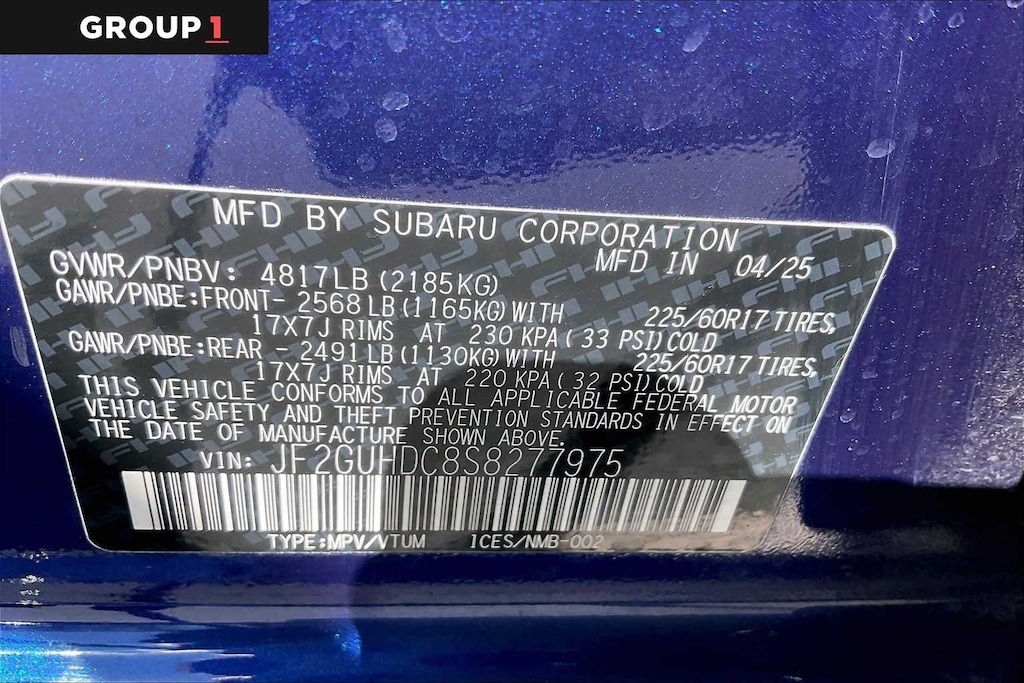 GROUP 1
MFD BY SUBARU CORPORATION
MFD IN 04/25
GVWR/PNBV: 4817LB (2185KG)
GAWR/PNBE:FRONT- 2568LB(1165KG)WITH 225/60R17 TIRES,
17X7J RIMS AT 230 KPA(33 PSI)COLD
GAWR/PNBE:REAR - 2491LB(1130KG)WITH 225/60R17 TIRES,
17X7J RIMS AT 220 KPA(32 PSI)COLD
THIS VEHICLE CONFORMS TO ALL APPLICABLE FEDERAL MOTOR
VEHICLE SAFETY AND THEFT PREVENTION STANDARDS IN EFFECT ON
THE DATE OF MANUFACTURE SHOWN ABOVE.
VIN: JF2GUHDC8S8277975
TYPE:MPV/VTUM ICES/NMB-002